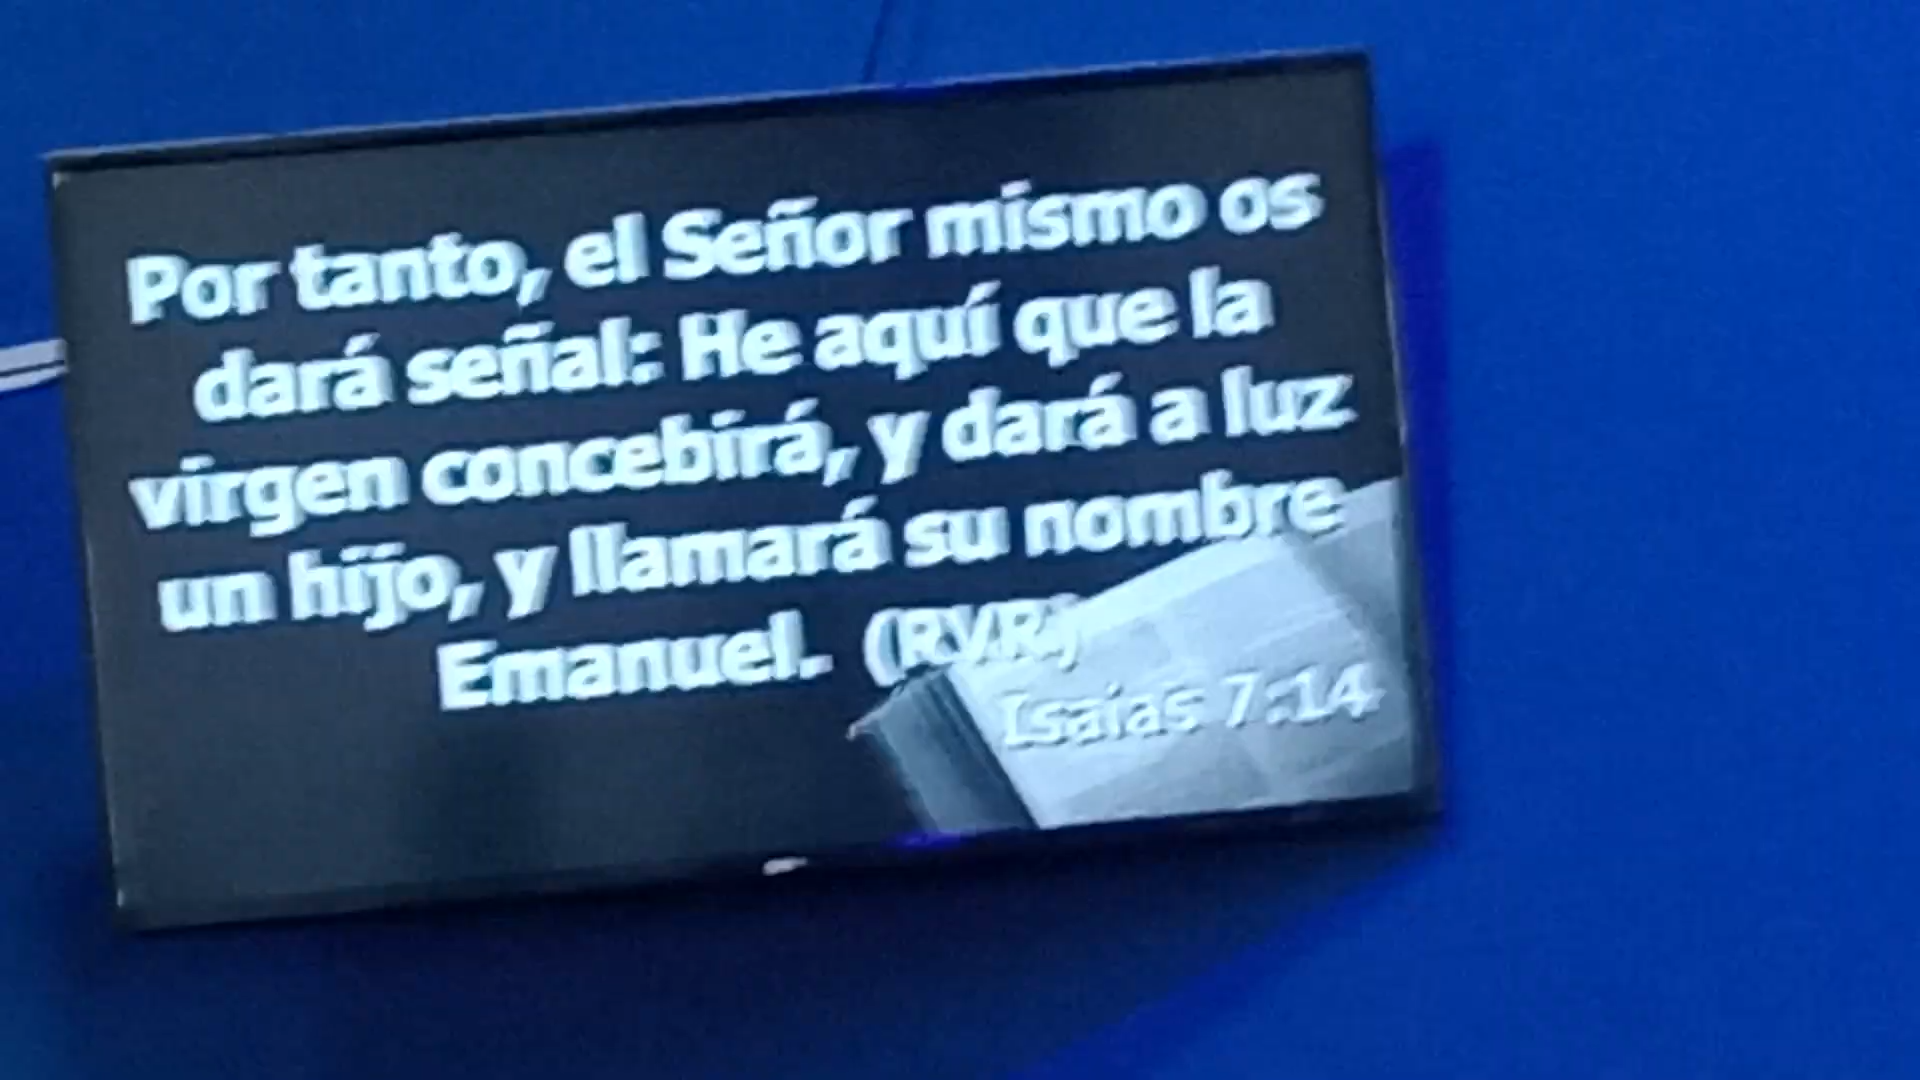 Por tanto, el Señor mismo os
dará señal: He aquí que la
virgen concebirá, y dará a luz
un hijo, y llamará su nombre
Emanuel. (RVR)
Isaías 7:14